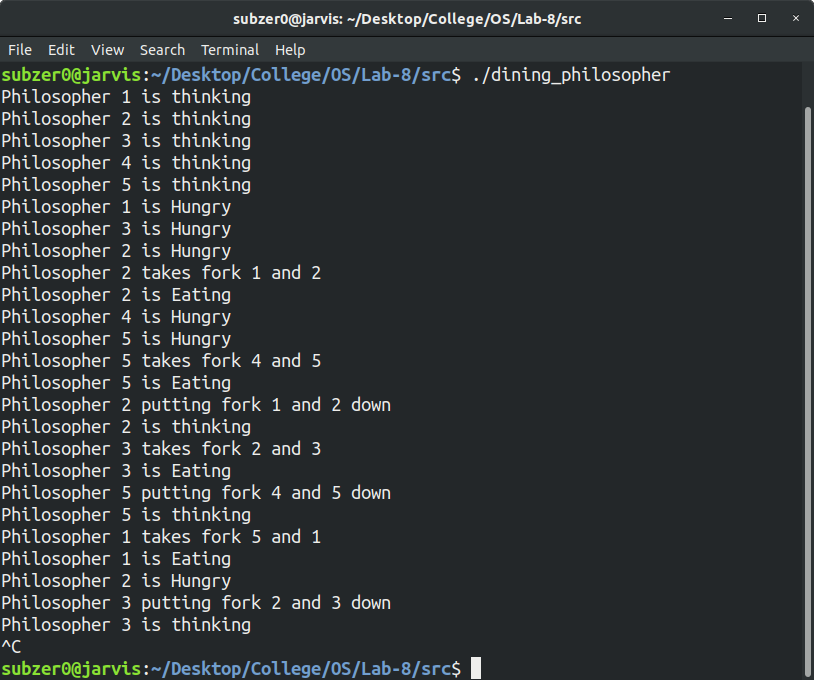 subzer0@jarvis: ~/Desktop/College/OS/Lab-8/src
File Edit View Search Terminal Help
subzer0@jarvis:~/Desktop/College/OS/Lab-8/src$ ./dining_philosopher
Philosopher 1 is thinking
Philosopher 2 is thinking
Philosopher 3 is thinking
Philosopher 4 is thinking
Philosopher 5 is thinking
Philosopher 1 is Hungry
Philosopher 3 is Hungry
Philosopher 2 is Hungry
Philosopher 2 takes fork 1 and 2
Philosopher 2 is Eating
Philosopher 4 is Hungry
Philosopher 5 is Hungry
Philosopher 5 takes fork 4 and 5
Philosopher 5 is Eating
Philosopher 2 putting fork 1 and 2 down
Philosopher 2 is thinking
Philosopher 3 takes fork 2 and 3
Philosopher 3 is Eating
Philosopher 5 putting fork 4 and 5 down
Philosopher 5 is thinking
Philosopher 1 takes fork 5 and 1
Philosopher 1 is Eating
Philosopher 2 is Hungry
Philosopher 3 putting fork 2 and 3 down
Philosopher 3 is thinking
^C
subzer0@jarvis:~/Desktop/College/OS/Lab-8/src$